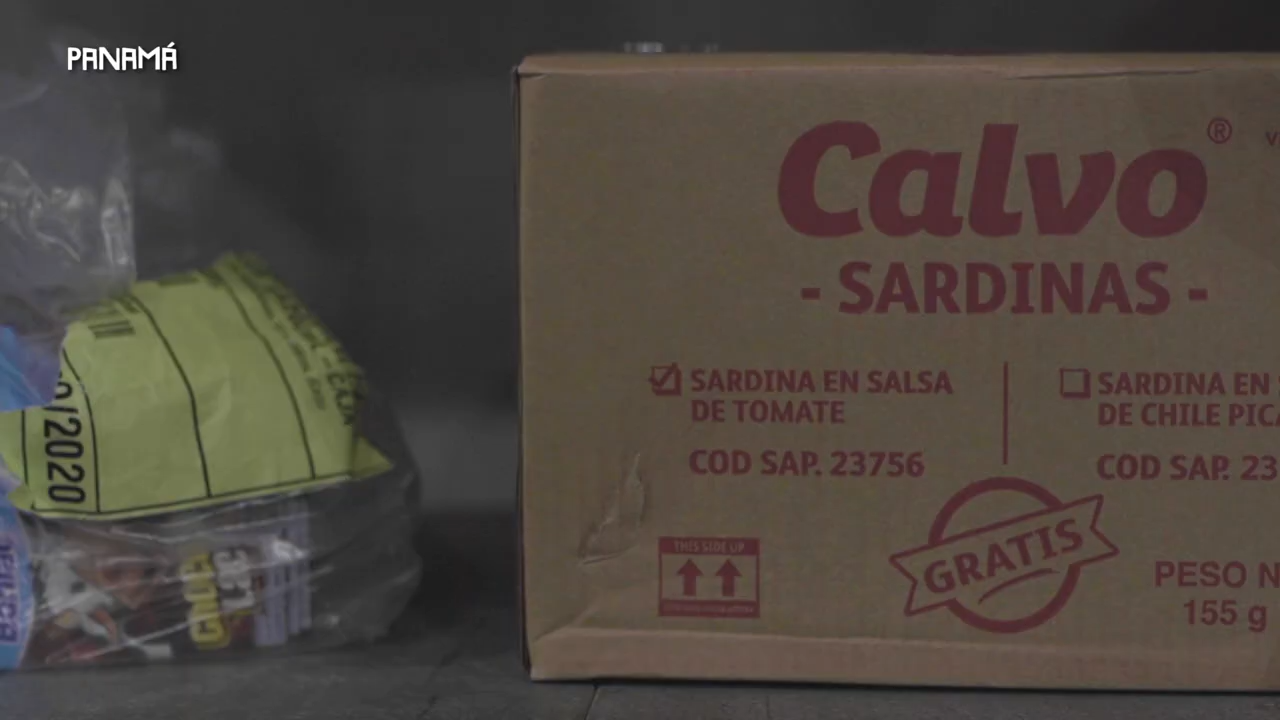 PANAMÁ
Calvo®
- SARDINAS -
SARDINA EN SALSA
DE TOMATE
COD SAP. 23756
SARDINA EN
DE CHILE PIC
COD SAP. 23
GRATIS
THIS SIDE UP
PESO N
155 g
/2020